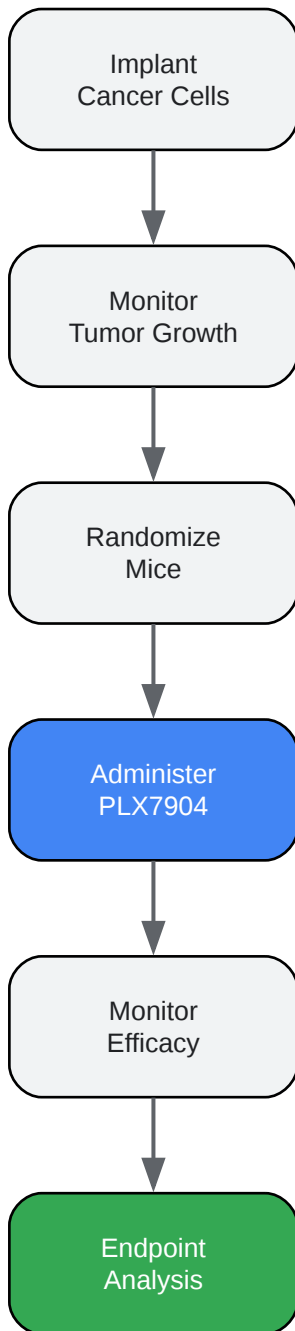 Implant
Cancer Cells
Monitor
Tumor Growth
Randomize
Mice
Administer
PLX7904
Monitor
Efficacy
Endpoint
Analysis